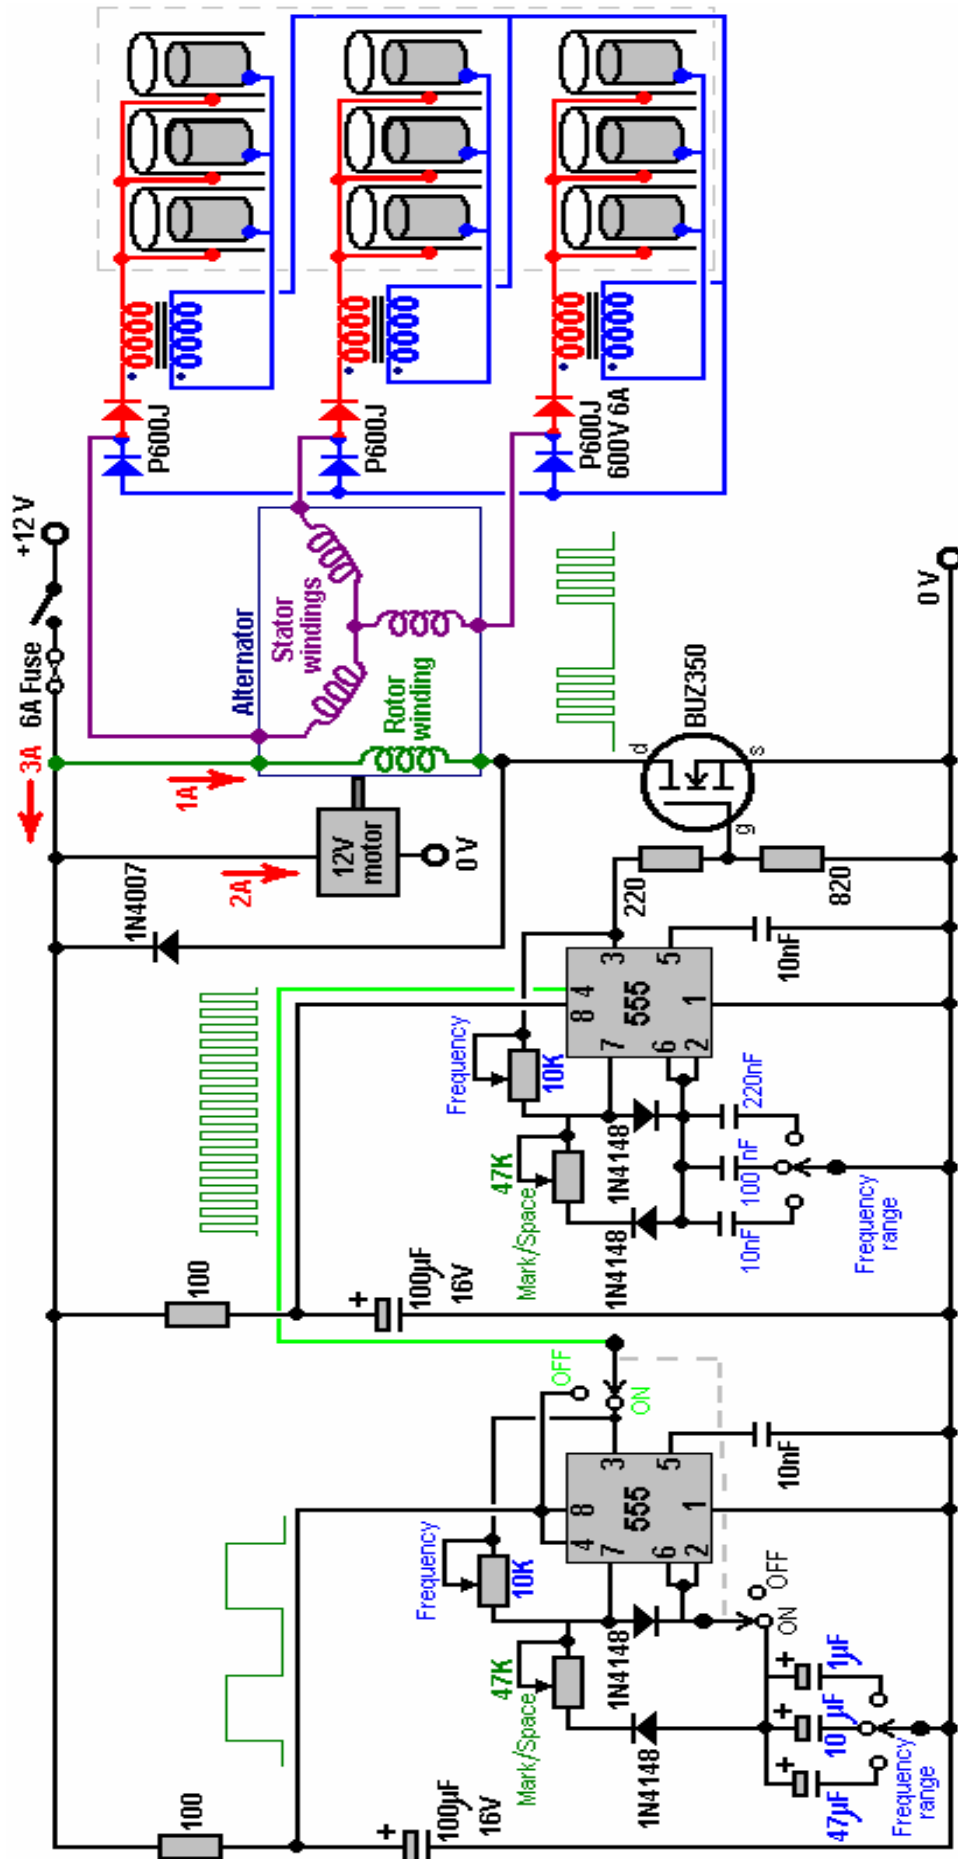 +12 V
6A Fuse
3A
1A
2A
12V
motor
0 V
1N4007
Alternator
Stator
windings
Rotor
winding
P600J
P600J
P600J
600V 6A
BUZ350
d
g
s
220
820
0 V
100
100µF
16V
+
Frequency
10K
47K
Mark/Space
1N4148
1N4148
555
7
8
4
3
6
2
5
1
10nF
10nF
100 nF
220nF
Frequency
range
OFF
ON
100
100µF
16V
+
Frequency
10K
47K
Mark/Space
1N4148
1N4148
555
7
4
8
3
6
2
5
1
10nF
OFF
ON
+
47µF
+
10 µF
+
1µF
Frequency
range